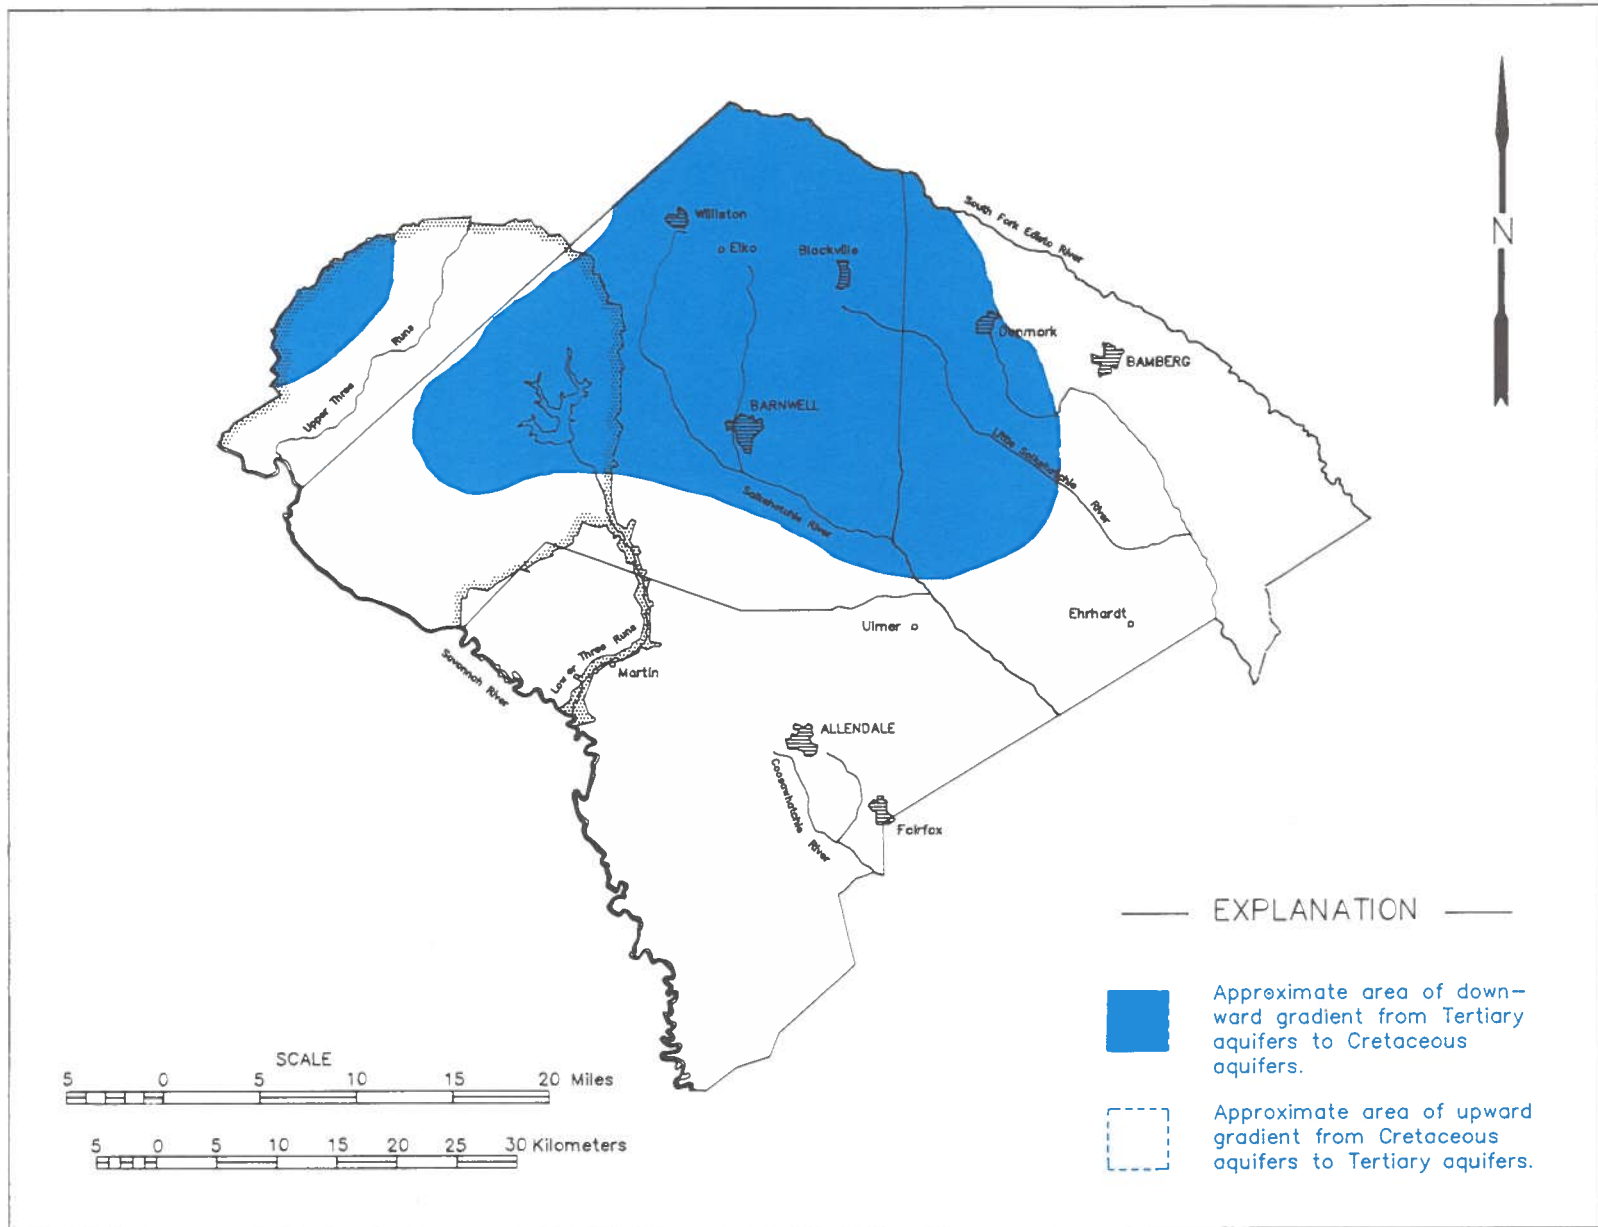 South Fork Edisto River
Williston
Elko
Blackville
N
Denmark
BAMBERG
Upper Three Runs
BARNWELL
Little Salkehatchie River
Salkehatchie River
Ehrhardt
Ulmer
Lower Three Runs
Martin
Savannah River
ALLENDALE
Coosawhatchie River
Fairfax
EXPLANATION
Approximate area of down-
ward gradient from Tertiary
aquifers to Cretaceous
aquifers.
Approximate area of upward
gradient from Cretaceous
aquifers to Tertiary aquifers.
SCALE
5 0 5 10 15 20 Miles
5 0 5 10 15 20 25 30 Kilometers